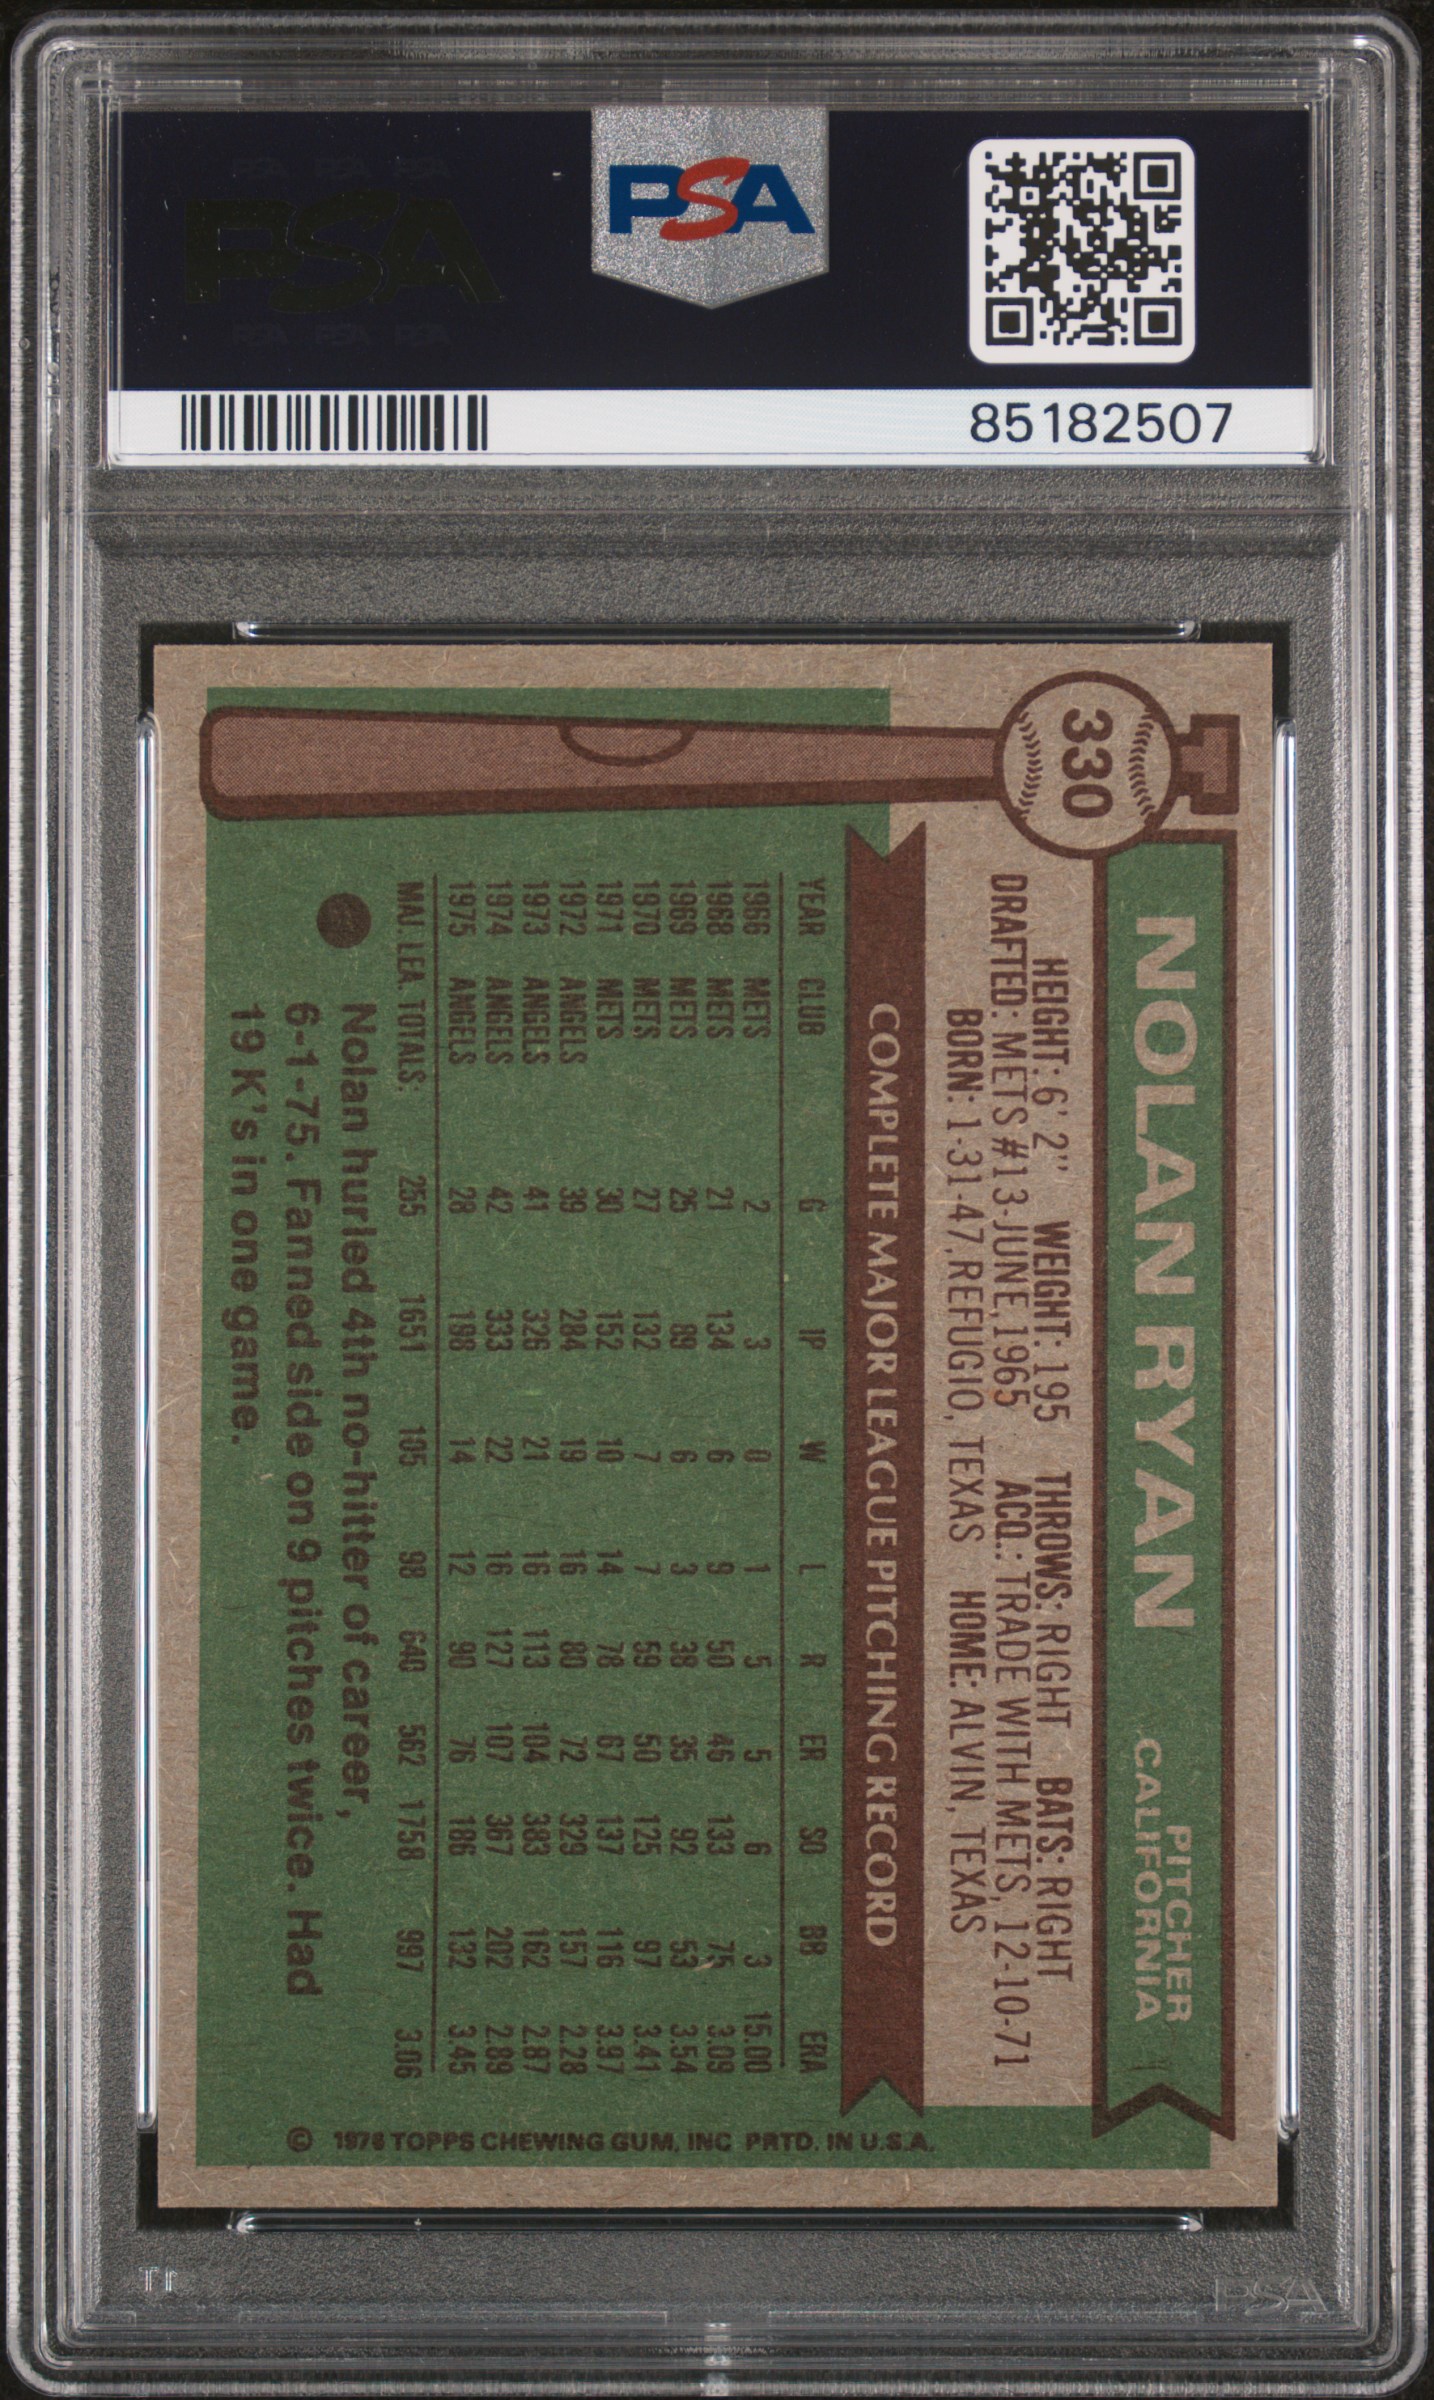 PSA
85182507
330
NOLAN RYAN
PITCHER
CALIFORNIA
HEIGHT: 6' 2" WEIGHT: 195 THROWS: RIGHT BATS: RIGHT
DRAFTED: METS #13-JUNE, 1965 ACQ.: TRADE WITH METS, 12-10-71
BORN: 1-31-47, REFUGIO, TEXAS HOME: ALVIN, TEXAS
COMPLETE MAJOR LEAGUE PITCHING RECORD
YEAR CLUB G IP W L R ER SO BB ERA
1966 METS 2 3 0 1 5 5 6 3 15.00
1968 METS 21 134 6 9 50 46 133 75 3.09
1969 METS 25 89 6 3 38 35 92 53 3.54
1970 METS 27 132 7 7 59 50 125 97 3.41
1971 METS 30 152 10 14 78 67 137 116 3.97
1972 ANGELS 39 284 19 16 80 72 329 157 2.28
1973 ANGELS 41 326 21 16 113 104 383 162 2.87
1974 ANGELS 42 333 22 16 127 107 367 202 2.89
1975 ANGELS 28 198 14 12 90 76 186 132 3.45
MAJ. LEA. TOTALS: 255 1651 105 98 640 562 1758 997 3.06
Nolan hurled 4th no-hitter of career,
6-1-75. Fanned side on 9 pitches twice. Had
19 K's in one game.
© 1976 TOPPS CHEWING GUM, INC PRTD. IN U.S.A.
PSA
PSA PSA PSA
PSA PSA PSA
PSA